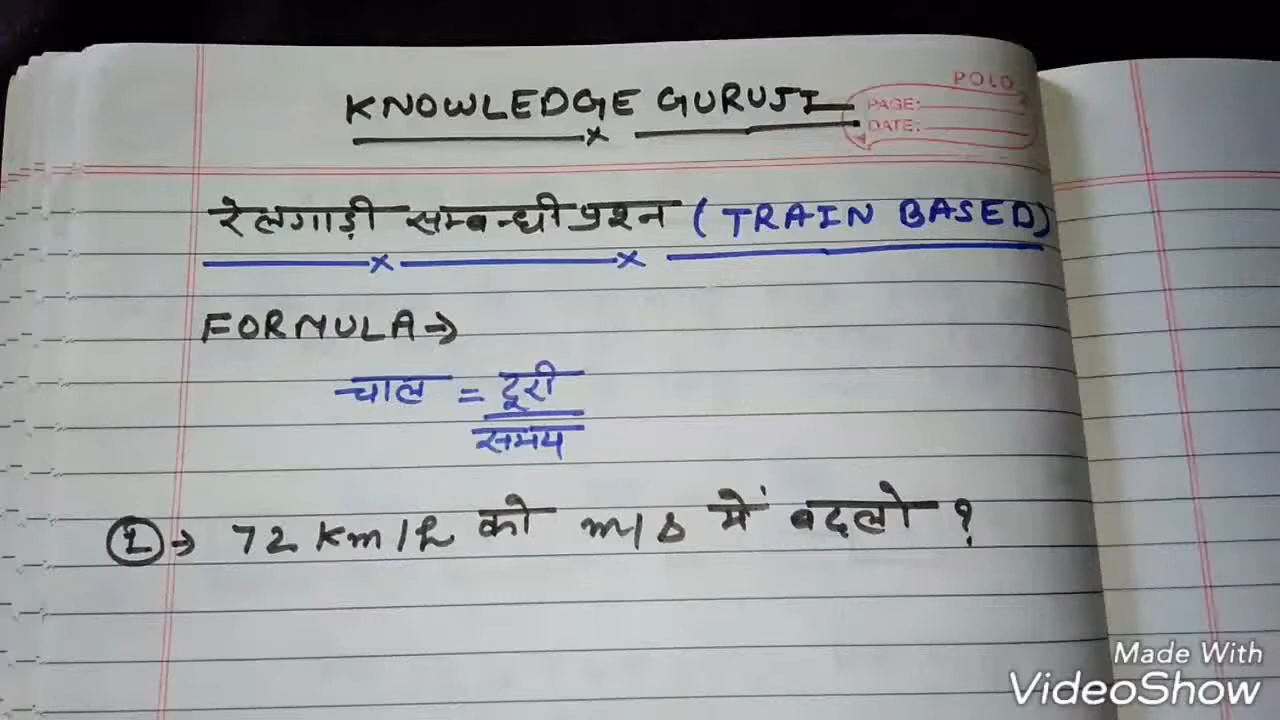 POLO
KNOWLEDGE GURUJI
PAGE:
DATE:
रेलगाड़ी सम्बन्धी प्रश्न (TRAIN BASED)
FORMULA→
चाल = दूरी
समय
1→ 72 Km/h को m/s में बदलो ?
Made With
VideoShow